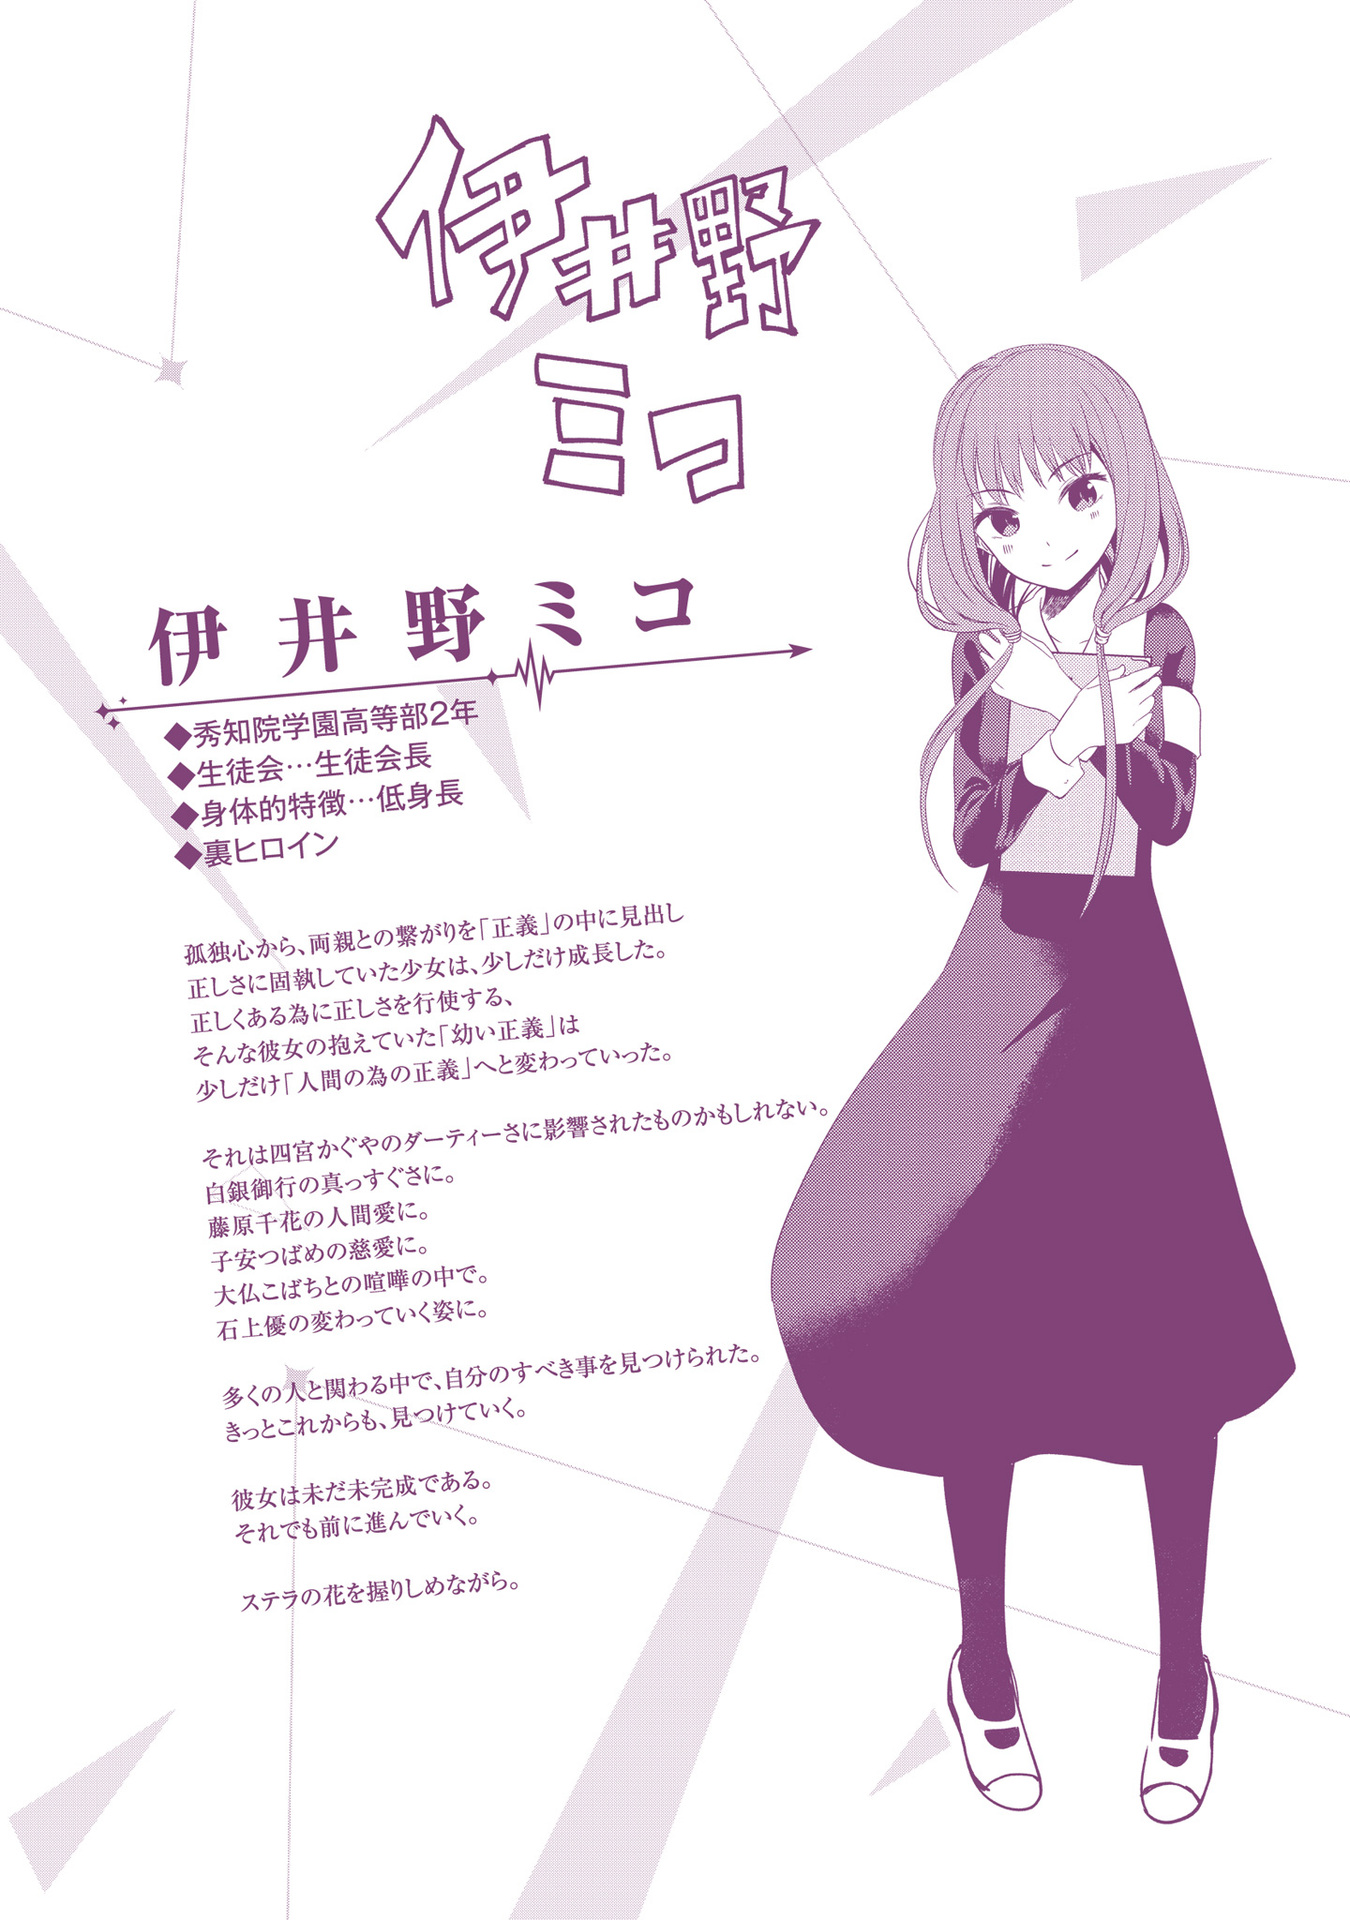 伊井野
ミコ
伊井野ミコ
◆秀知院学園高等部2年
◆生徒会…生徒会長
◆身体的特徴…低身長
◆裏ヒロイン
孤独心から、両親との繋がりを「正義」の中に見出し
正しさに固執していた少女は、少しだけ成長した。
正しくある為に正しさを行使する、
そんな彼女の抱えていた「幼い正義」は
少しだけ「人間の為の正義」へと変わっていった。
それは四宮かぐやのダーティーさに影響されたものかもしれない。
白銀御行の真っすぐさに。
藤原千花の人間愛に。
子安つばめの慈愛に。
大仏こばちとの喧嘩の中で。
石上優の変わっていく姿に。
多くの人と関わる中で、自分のすべき事を見つけられた。
きっとこれからも、見つけていく。
彼女は未だ未完成である。
それでも前に進んでいく。
ステラの花を握りしめながら。